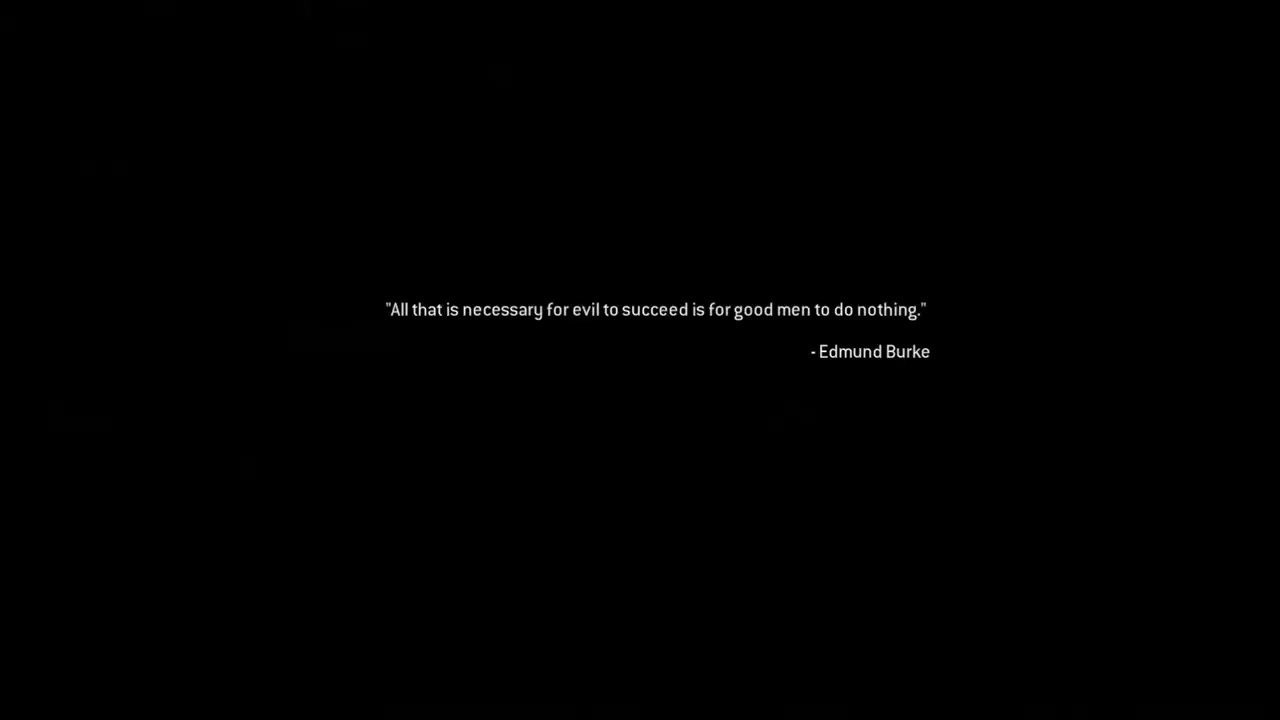 "All that is necessary for evil to succeed is for good men to do nothing."
- Edmund Burke